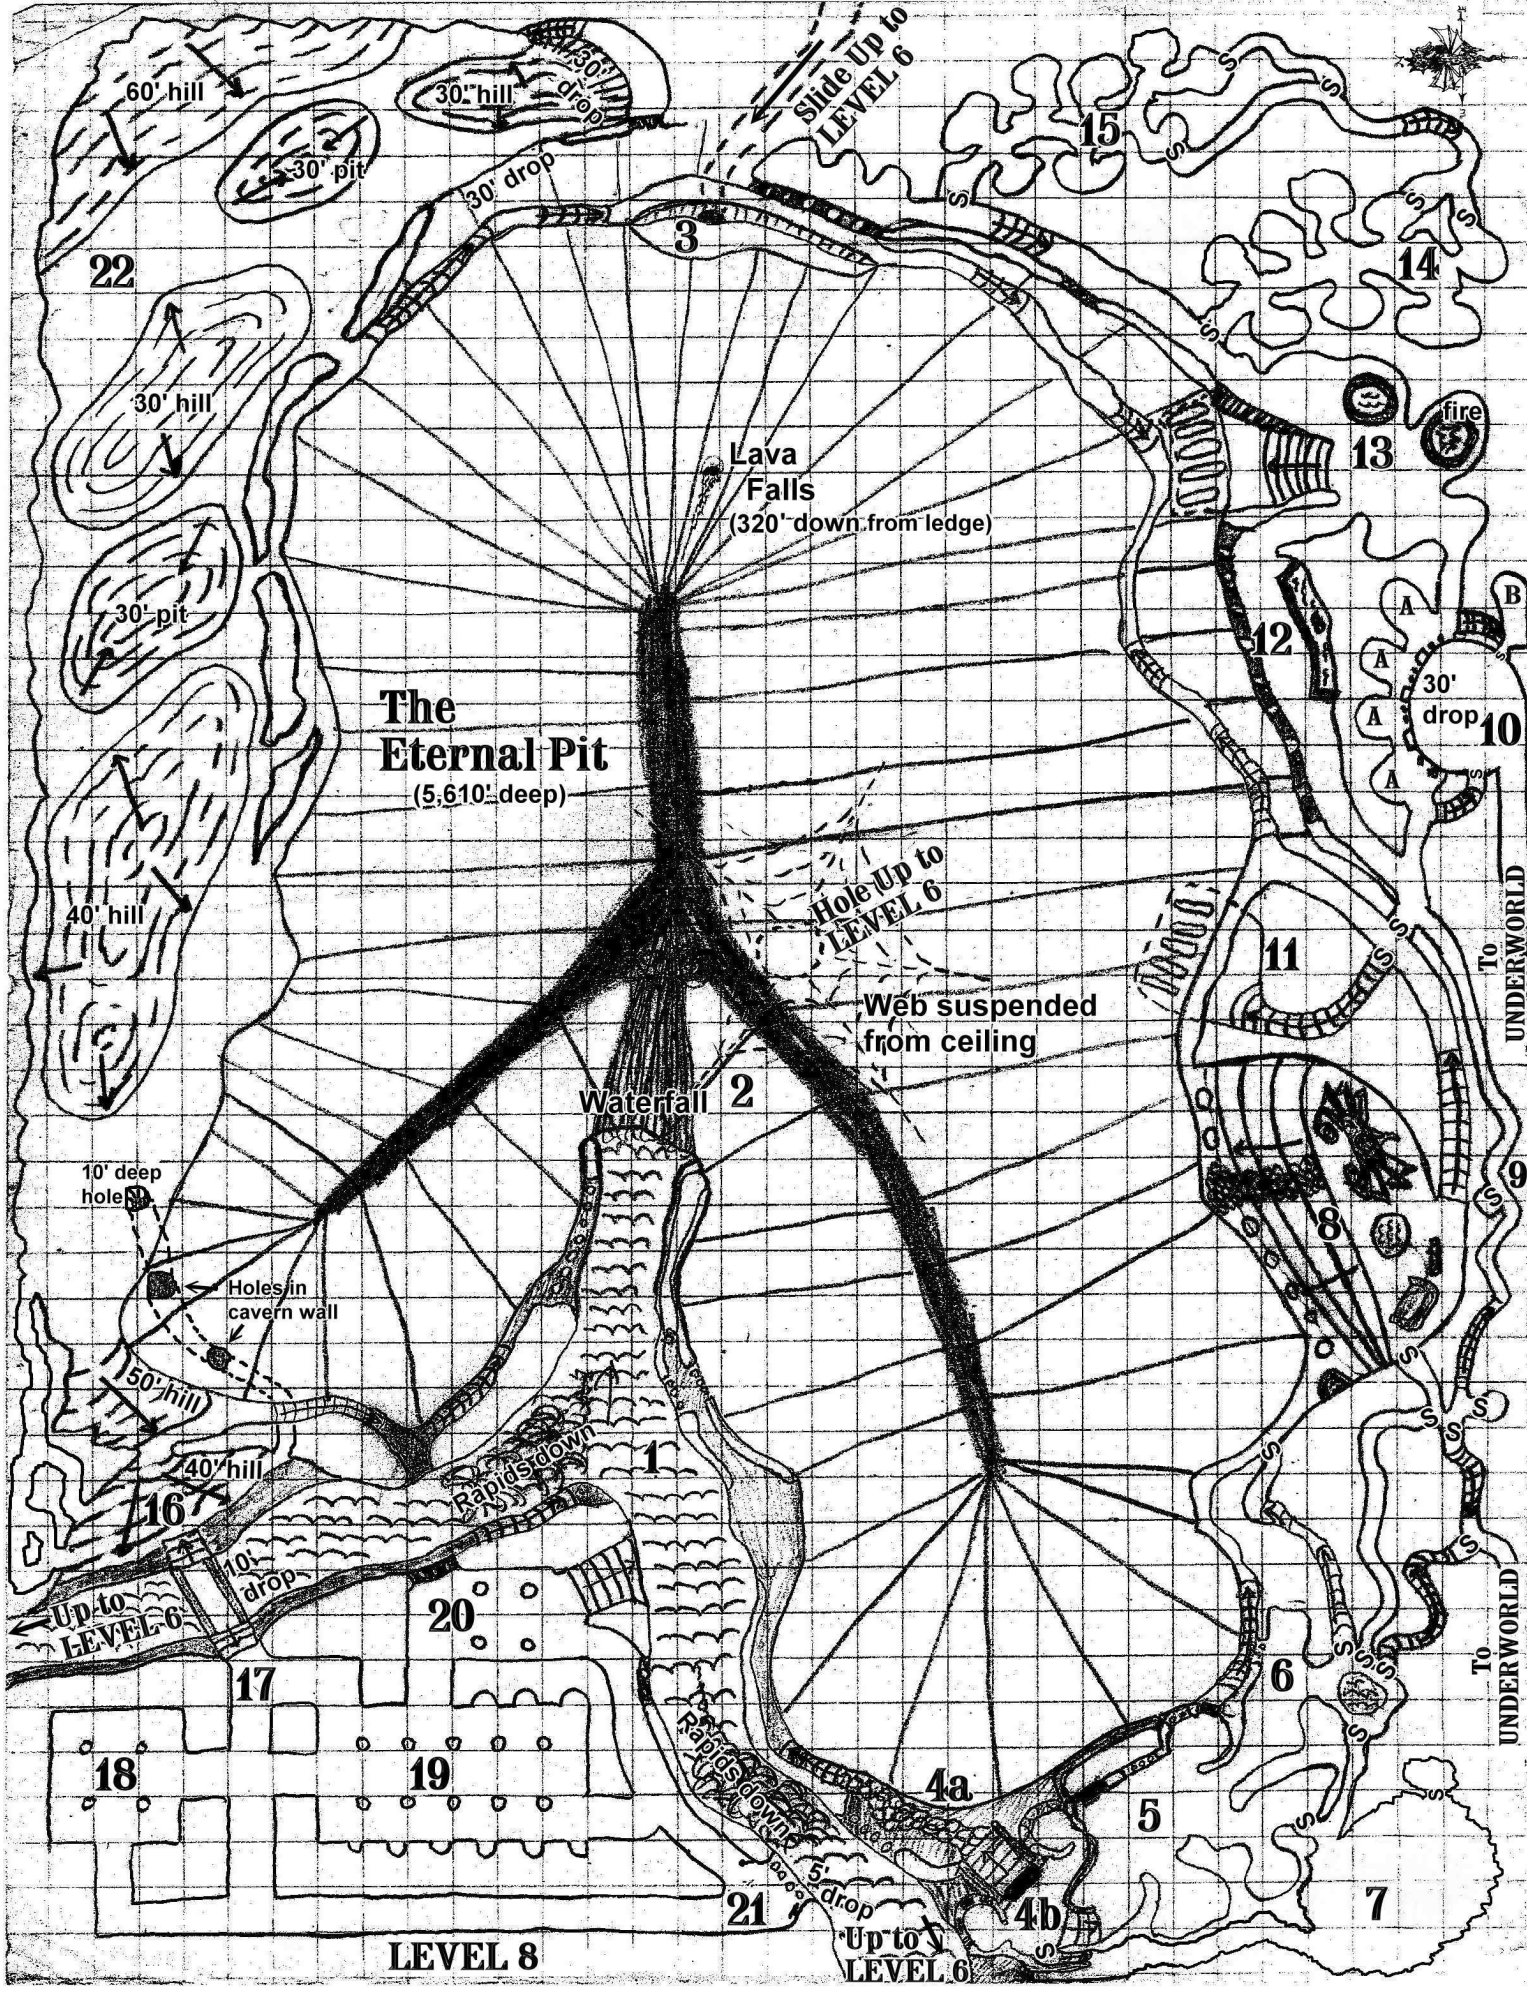 Slide Up to
LEVEL 6
60' hill
30' hill
30'
drop
15
30' pit
30' drop
S
S
S
S
S
S
S
3
22
14
S
30' hill
fire
13
Lava
Falls
(320' down from ledge)
30' pit
A
B
12
A
S
30'
drop
10
A
The
Eternal Pit
(5,610' deep)
A
S
Hole Up to
LEVEL 6
40' hill
S
11
S
To
UNDERWORLD
Web suspended
from ceiling
2
Waterfall
10' deep
hole
9
S
8
Holes in
cavern wall
S
50' hill
S
S
S
1
S
40' hill
Rapids down
16
S
10'
drop
Up to
LEVEL 6
20
S
S
S
6
To
UNDERWORLD
17
S
Rapids down
18
19
4a
5
S
S
5' drop
21
7
4b
Up to
LEVEL 6
S
LEVEL 8